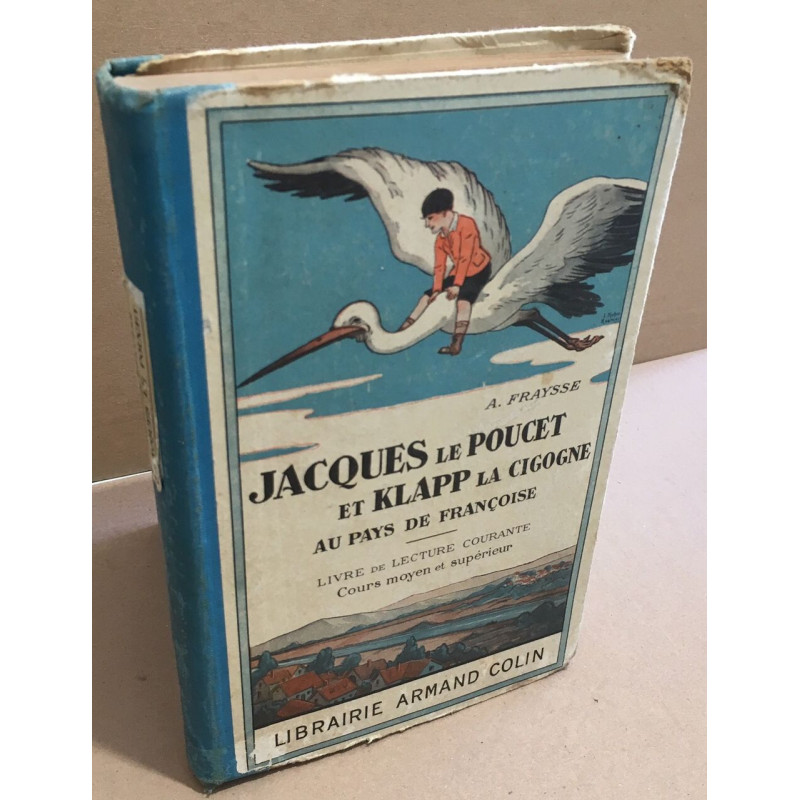 A. FRAYSSE
JACQUES LE POUCET
ET KLAPP LA CIGOGNE
AU PAYS DE FRANÇOISE
LIVRE DE LECTURE COURANTE
Cours moyen et supérieur
LIBRAIRIE ARMAND COLIN